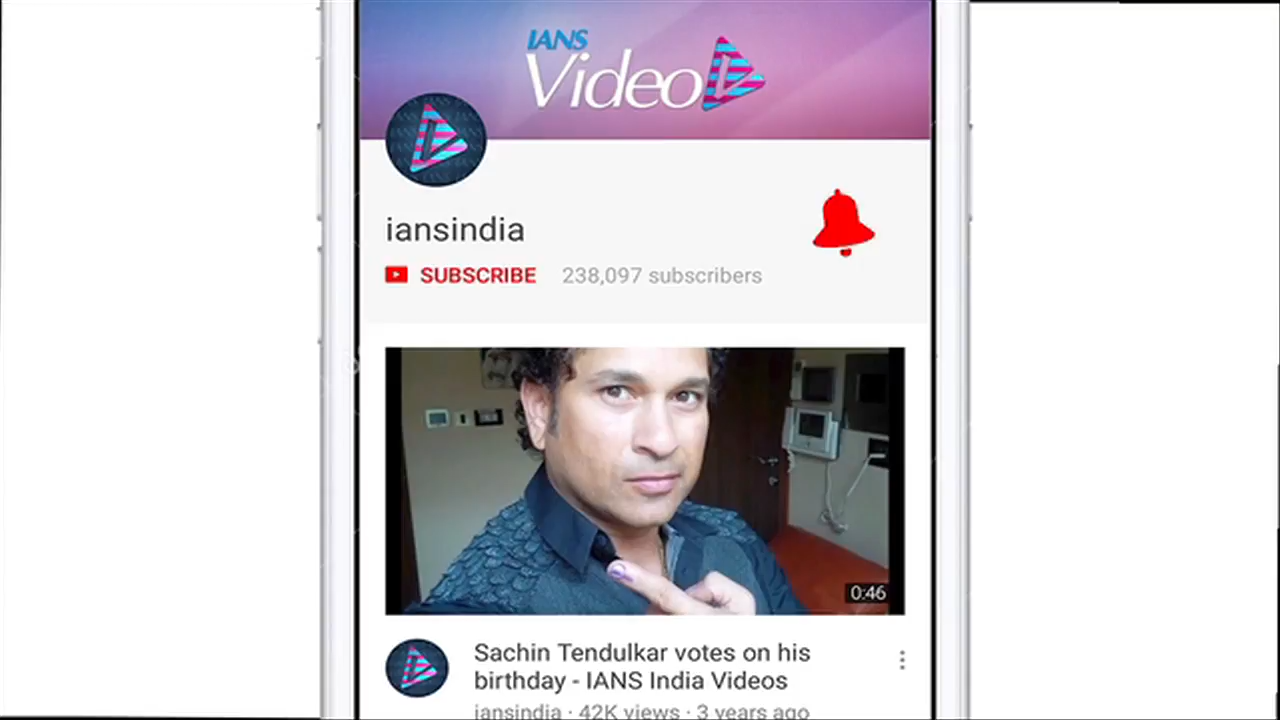 IANS
Video
iansindia
SUBSCRIBE 238,097 subscribers
0:46
Sachin Tendulkar votes on his
birthday - IANS India Videos
iansindia · 42K views · 3 years ago